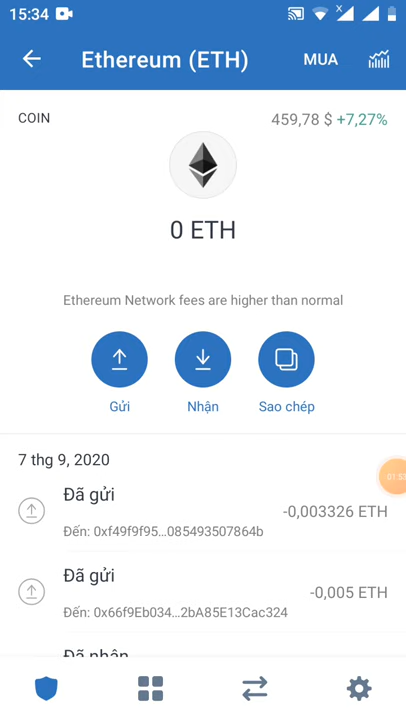 15:34
Ethereum (ETH)
MUA
COIN
459,78 $ +7,27%
0 ETH
Ethereum Network fees are higher than normal
Gửi
Nhận
Sao chép
7 thg 9, 2020
Đã gửi
-0,003326 ETH
Đến: 0xf49f9f95...085493507864b
Đã gửi
-0,005 ETH
Đến: 0x66f9Eb034...2bA85E13Cac324
Đã nhận